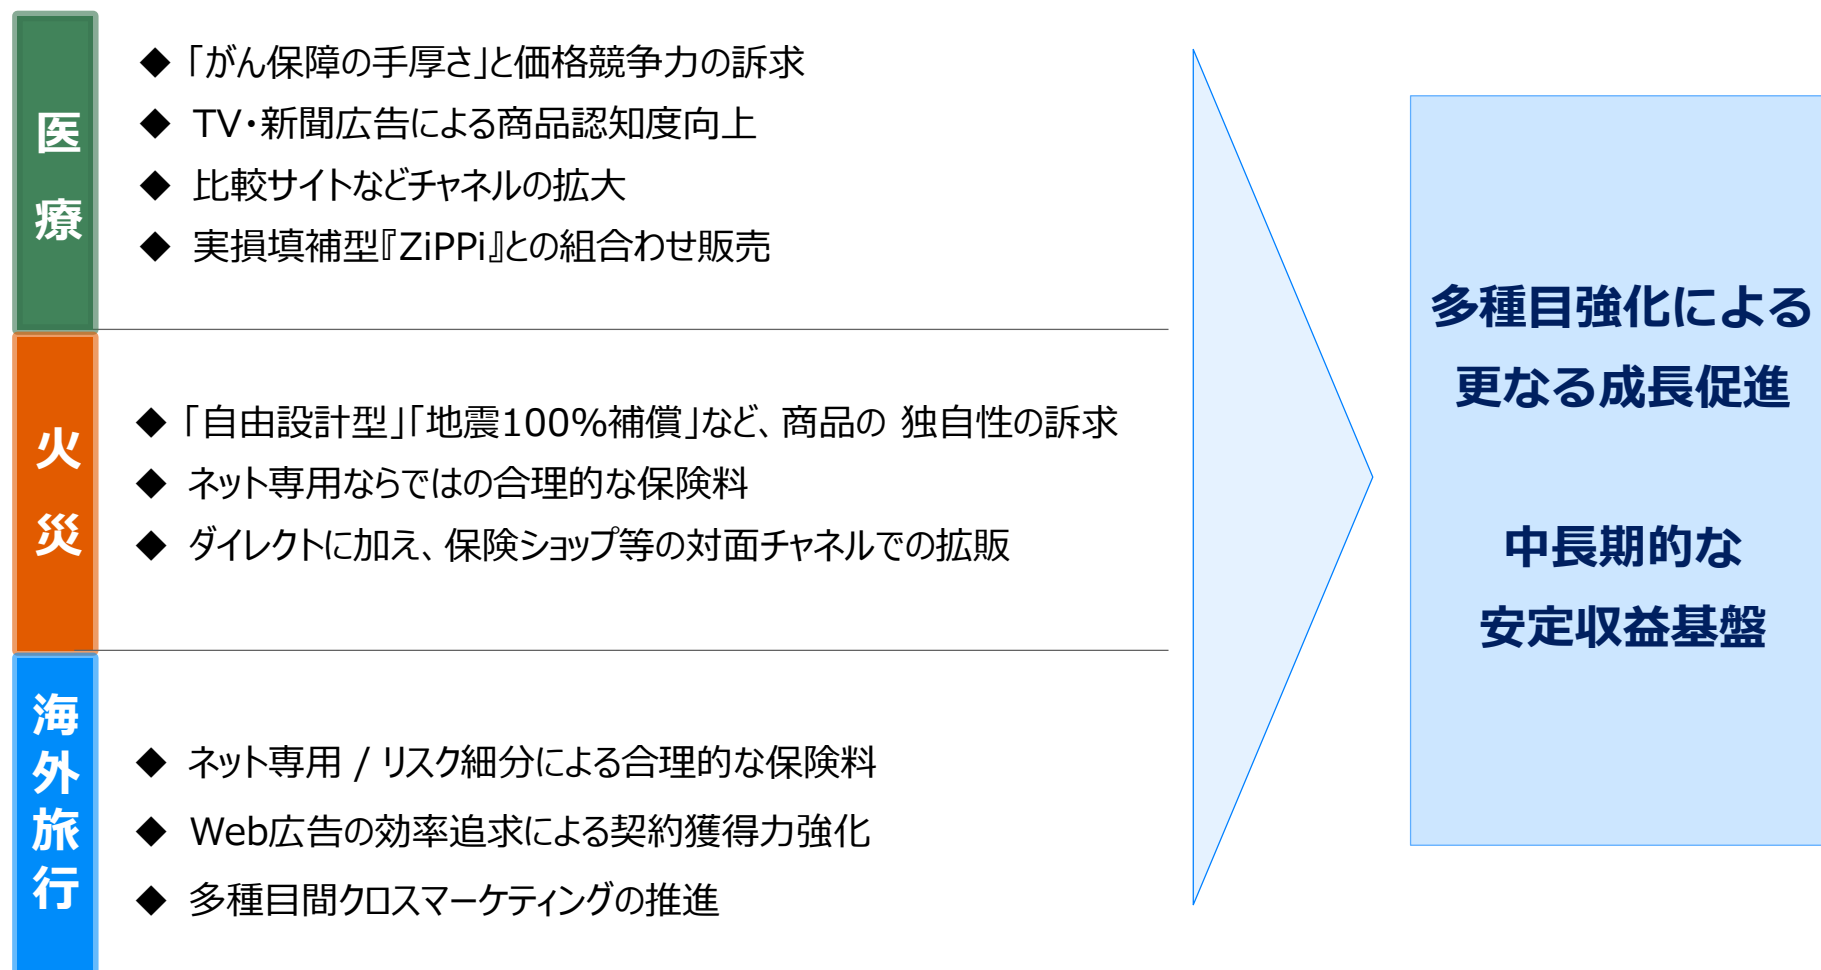 医療
◆「がん保障の手厚さ」と価格競争力の訴求
◆ TV・新聞広告による商品認知度向上
◆ 比較サイトなどチャネルの拡大
◆ 実損填補型『ZiPPi』との組合わせ販売
火災
◆「自由設計型」「地震100%補償」など、商品の 独自性の訴求
◆ ネット専用ならではの合理的な保険料
◆ ダイレクトに加え、保険ショップ等の対面チャネルでの拡販
海外旅行
◆ ネット専用 / リスク細分による合理的な保険料
◆ Web広告の効率追求による契約獲得力強化
◆ 多種目間クロスマーケティングの推進
多種目強化による
更なる成長促進
中長期的な
安定収益基盤